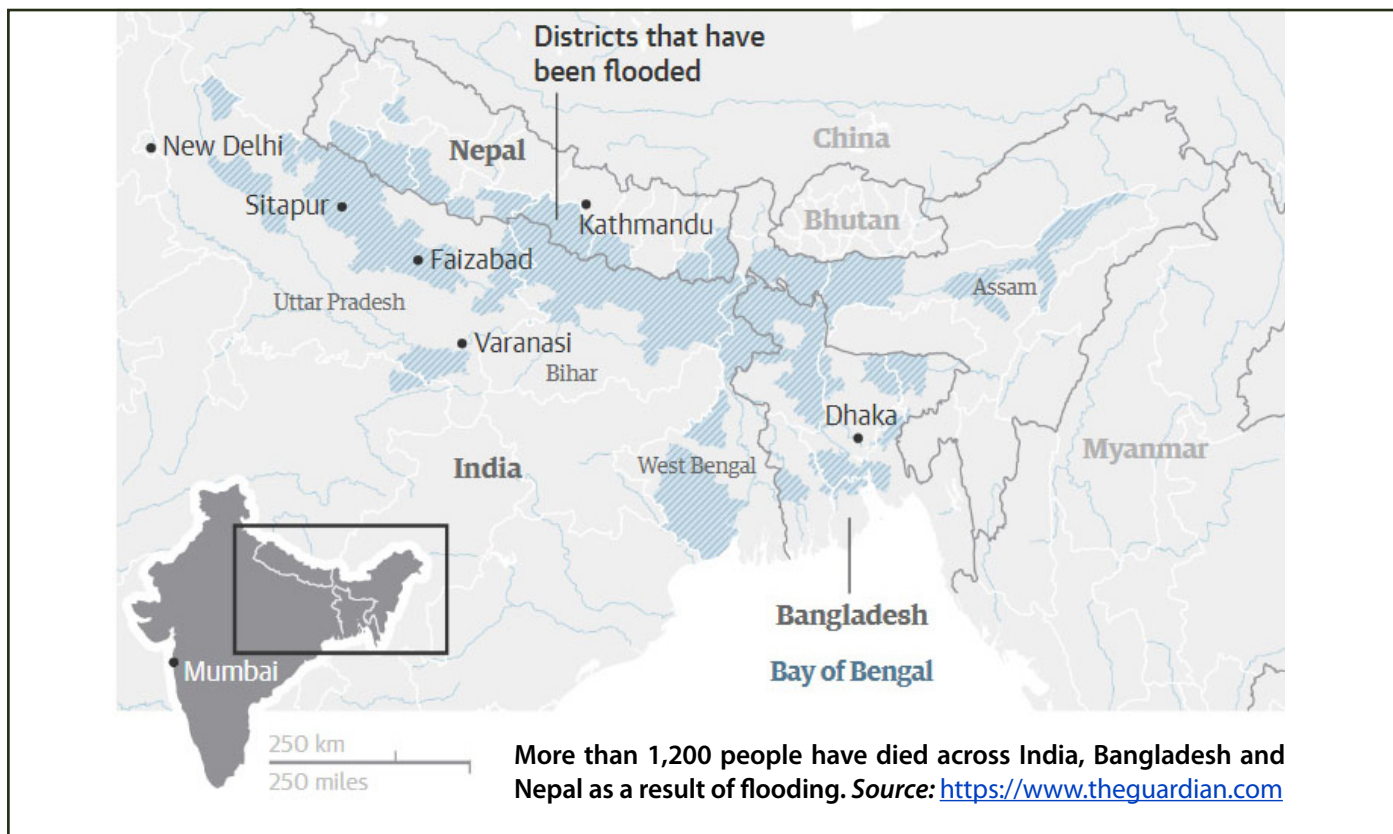 Districts that have
been flooded
China
New Delhi
Nepal
Sitapur
Kathmandu
Bhutan
Faizabad
Assam
Uttar Pradesh
Varanasi
Bihar
Dhaka
India
West Bengal
Myanmar
Bangladesh
Mumbai
Bay of Bengal
250 km
250 miles
More than 1,200 people have died across India, Bangladesh and
Nepal as a result of flooding. Source: https://www.theguardian.com